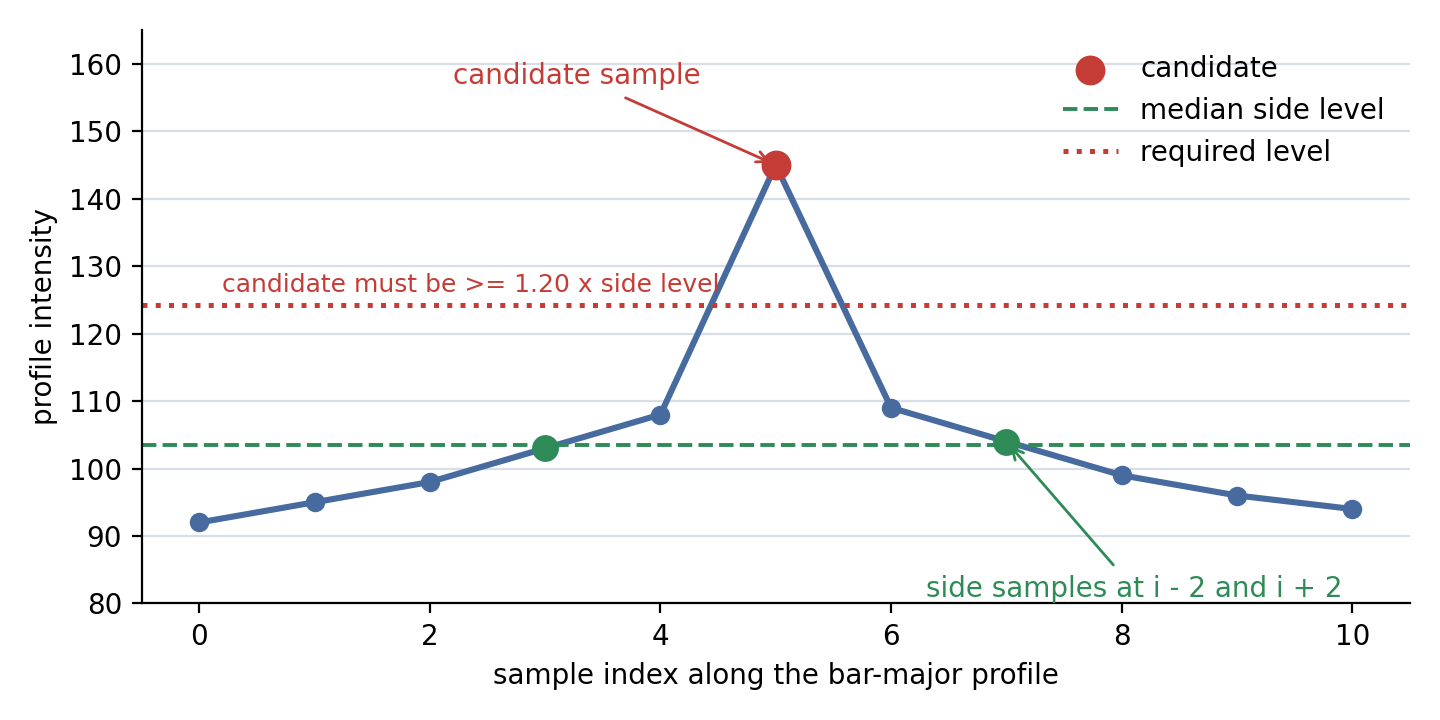 160
150
140
130
120
110
100
90
80
profile intensity
candidate sample
candidate
median side level
required level
candidate must be >= 1.20 x side level
side samples at i - 2 and i + 2
0
2
4
6
8
10
sample index along the bar-major profile